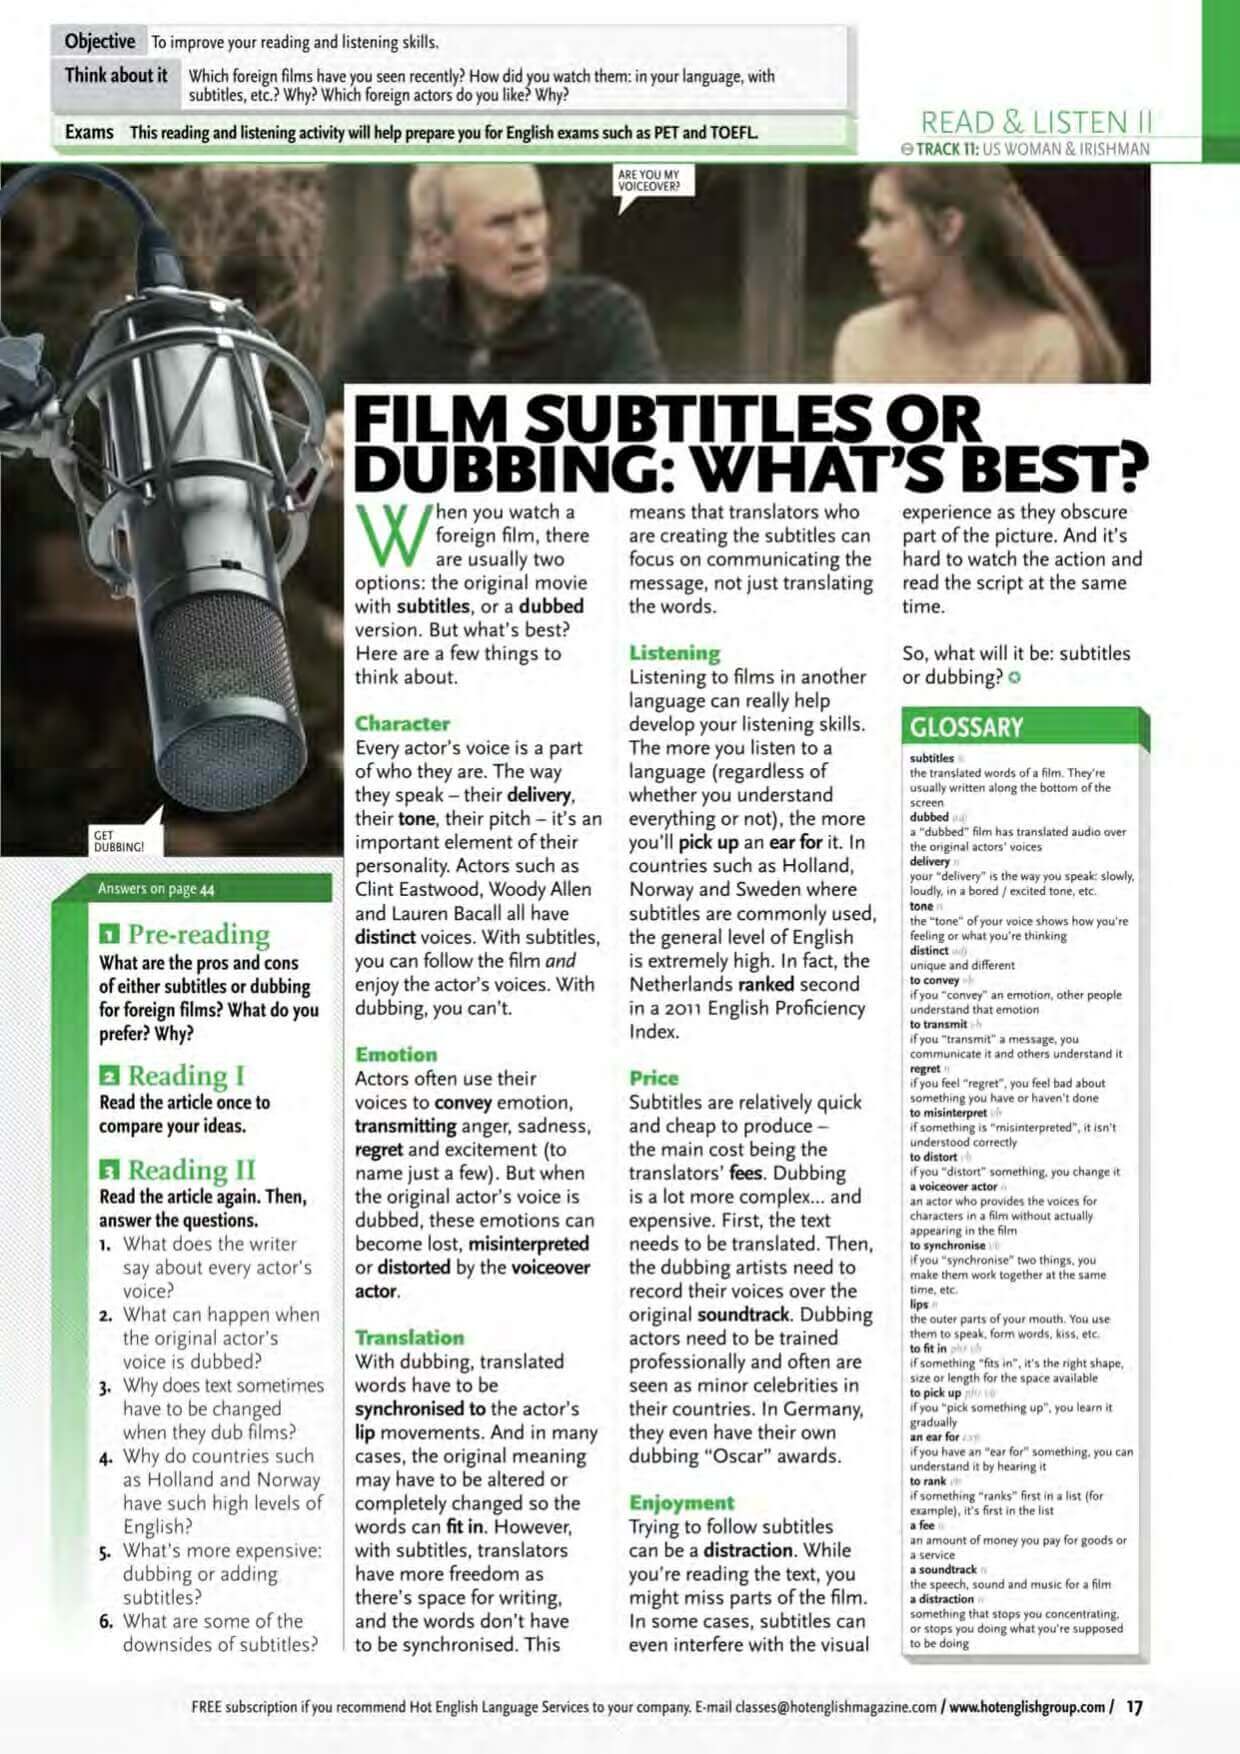 Objective To improve your reading and listening skills.
Think about it Which foreign films have you seen recently? How did you watch them: in your language, with
subtitles, etc.? Why? Which foreign actors do you like? Why?
Exams This reading and listening activity will help prepare you for English exams such as PET and TOEFL.
READ & LISTEN II
TRACK 11: US WOMAN & IRISHMAN
ARE YOU MY
VOICEOVER?
GET
DUBBING!
FILM SUBTITLES OR
DUBBING: WHAT'S BEST?
When you watch a
foreign film, there
are usually two
options: the original movie
with subtitles, or a dubbed
version. But what's best?
Here are a few things to
think about.
Character
Every actor's voice is a part
of who they are. The way
they speak – their delivery,
their tone, their pitch – it's an
important element of their
personality. Actors such as
Clint Eastwood, Woody Allen
and Lauren Bacall all have
distinct voices. With subtitles,
you can follow the film and
enjoy the actor's voices. With
dubbing, you can't.
Emotion
Actors often use their
voices to convey emotion,
transmitting anger, sadness,
regret and excitement (to
name just a few). But when
the original actor's voice is
dubbed, these emotions can
become lost, misinterpreted
or distorted by the voiceover
actor.
Translation
With dubbing, translated
words have to be
synchronised to the actor's
lip movements. And in many
cases, the original meaning
may have to be altered or
completely changed so the
words can fit in. However,
with subtitles, translators
have more freedom as
there's space for writing,
and the words don't have
to be synchronised. This
means that translators who
are creating the subtitles can
focus on communicating the
message, not just translating
the words.
Listening
Listening to films in another
language can really help
develop your listening skills.
The more you listen to a
language (regardless of
whether you understand
everything or not), the more
you'll pick up an ear for it. In
countries such as Holland,
Norway and Sweden where
subtitles are commonly used,
the general level of English
is extremely high. In fact, the
Netherlands ranked second
in a 2011 English Proficiency
Index.
Price
Subtitles are relatively quick
and cheap to produce –
the main cost being the
translators' fees. Dubbing
is a lot more complex... and
expensive. First, the text
needs to be translated. Then,
the dubbing artists need to
record their voices over the
original soundtrack. Dubbing
actors need to be trained
professionally and often are
seen as minor celebrities in
their countries. In Germany,
they even have their own
dubbing "Oscar" awards.
Enjoyment
Trying to follow subtitles
can be a distraction. While
you're reading the text, you
might miss parts of the film.
In some cases, subtitles can
even interfere with the visual
experience as they obscure
part of the picture. And it's
hard to watch the action and
read the script at the same
time.
So, what will it be: subtitles
or dubbing?
Answers on page 44
1 Pre-reading
What are the pros and cons
of either subtitles or dubbing
for foreign films? What do you
prefer? Why?
2 Reading I
Read the article once to
compare your ideas.
3 Reading II
Read the article again. Then,
answer the questions.
1. What does the writer
say about every actor's
voice?
2. What can happen when
the original actor's
voice is dubbed?
3. Why does text sometimes
have to be changed
when they dub films?
4. Why do countries such
as Holland and Norway
have such high levels of
English?
5. What's more expensive:
dubbing or adding
subtitles?
6. What are some of the
downsides of subtitles?
GLOSSARY
subtitles
the translated words of a film. They're
usually written along the bottom of the
screen
dubbed adj
a "dubbed" film has translated audio over
the original actors' voices
delivery n
your "delivery" is the way you speak: slowly,
loudly, in a bored / excited tone, etc.
tone n
the "tone" of your voice shows how you're
feeling or what you're thinking
distinct adj
unique and different
to convey vb
if you "convey" an emotion, other people
understand that emotion
to transmit vb
if you "transmit" a message, you
communicate it and others understand it
regret n
if you feel "regret", you feel bad about
something you have or haven't done
to misinterpret vb
if something is "misinterpreted", it isn't
understood correctly
to distort vb
if you "distort" something, you change it
a voiceover actor n
an actor who provides the voices for
characters in a film without actually
appearing in the film
to synchronise vb
if you "synchronise" two things, you
make them work together at the same
time, etc.
lips n
the outer parts of your mouth. You use
them to speak, form words, kiss, etc.
to fit in phr vb
if something "fits in", it's the right shape,
size or length for the space available
to pick up phr vb
if you "pick something up", you learn it
gradually
an ear for exp
if you have an "ear for" something, you can
understand it by hearing it
to rank vb
if something "ranks" first in a list (for
example), it's first in the list
a fee n
an amount of money you pay for goods or
a service
a soundtrack n
the speech, sound and music for a film
a distraction n
something that stops you concentrating,
or stops you doing what you're supposed
to be doing
FREE subscription if you recommend Hot English Language Services to your company. E-mail classes@hotenglishmagazine.com / www.hotenglishgroup.com / 17